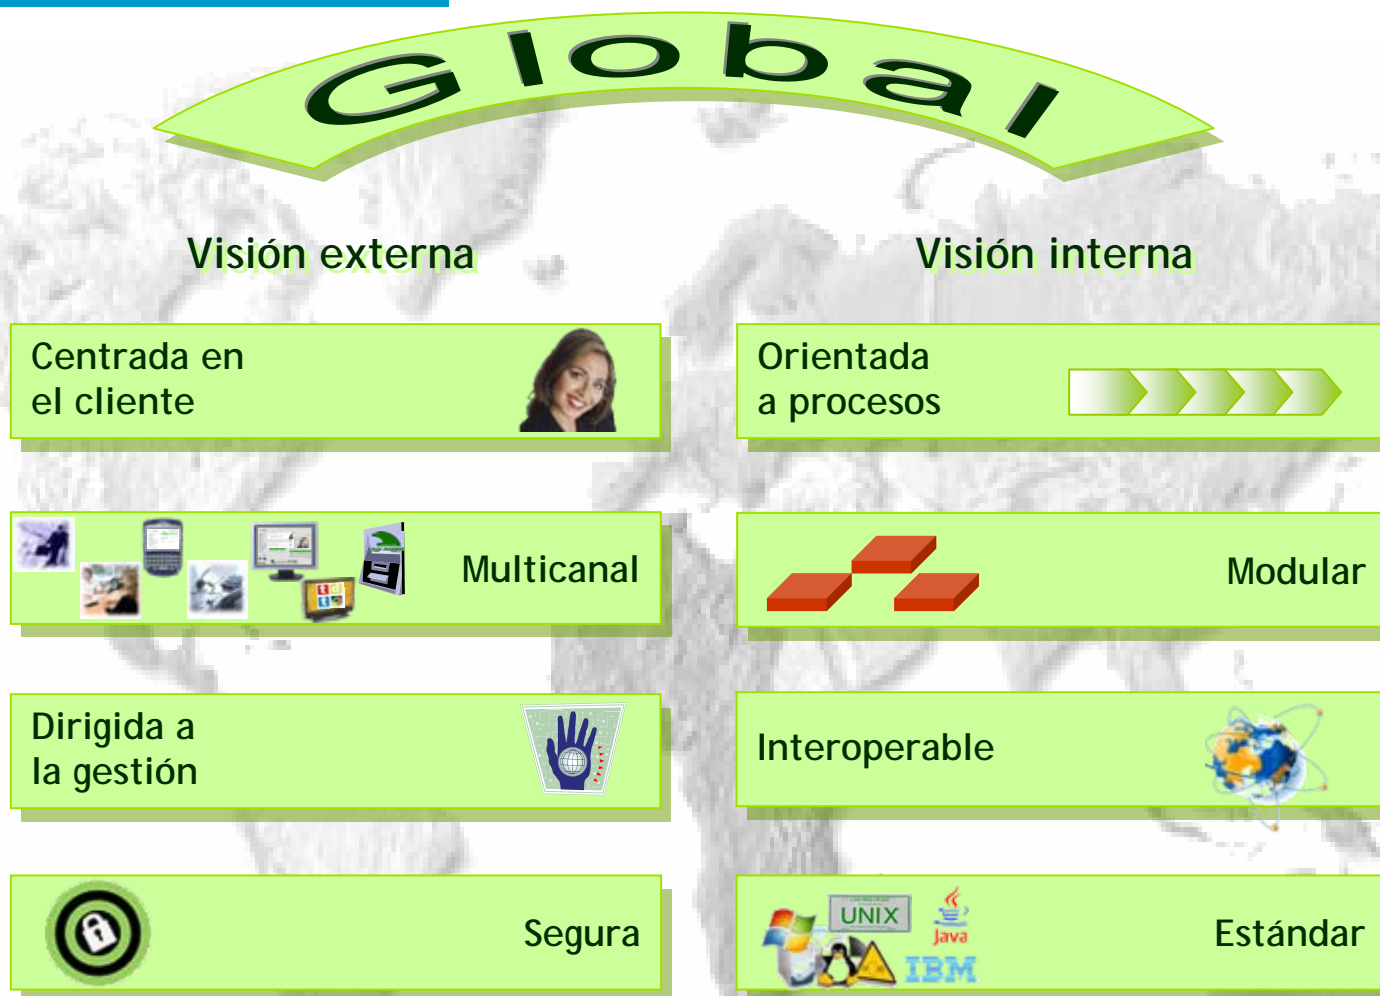 Global
Visión externa
Centrada en
el cliente
Multicanal
Dirigida a
la gestión
Segura
Visión interna
Orientada
a procesos
Modular
Interoperable
UNIX
Java
IBM
Estándar